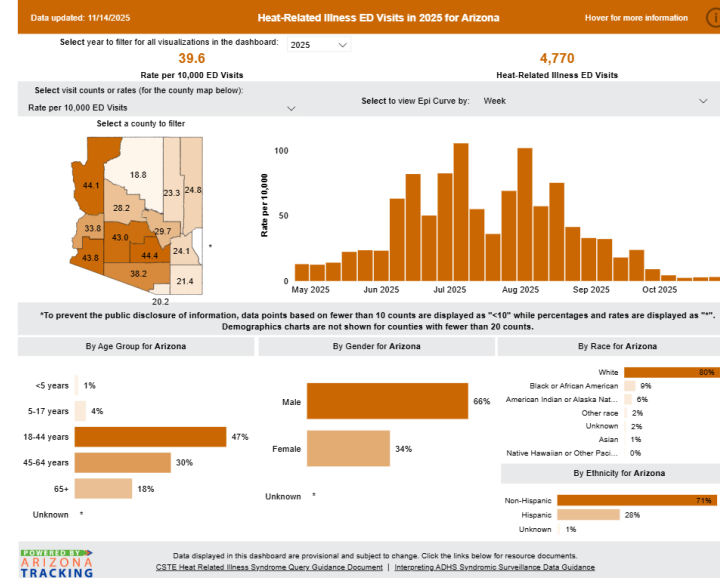 Data updated: 11/14/2025
Heat-Related Illness ED Visits in 2025 for Arizona
Hover for more information
i
Select year to filter for all visualizations in the dashboard:
2025
39.6
Rate per 10,000 ED Visits
4,770
Heat-Related Illness ED Visits
Select visit counts or rates (for the county map below):
Rate per 10,000 ED Visits
Select to view Epi Curve by:
Week
Select a county to filter
44.1
18.8
23.3
24.8
28.2
33.8
43.0
29.7
*
43.8
44.4
24.1
38.2
21.4
20.2
Rate per 10,000
100
50
0
May 2025
Jun 2025
Jul 2025
Aug 2025
Sep 2025
Oct 2025
*To prevent the public disclosure of information, data points based on fewer than 10 counts are displayed as "<10" while percentages and rates are displayed as "*".
Demographics charts are not shown for counties with fewer than 20 counts.
By Age Group for Arizona
<5 years 1%
5-17 years 4%
18-44 years 47%
45-64 years 30%
65+ 18%
Unknown *
By Gender for Arizona
Male 66%
Female 34%
Unknown *
By Race for Arizona
White 80%
Black or African American 9%
American Indian or Alaska Nat... 6%
Other race 2%
Unknown 2%
Asian 1%
Native Hawaiian or Other Paci... 0%
By Ethnicity for Arizona
Non-Hispanic 71%
Hispanic 28%
Unknown 1%
POWERED BY
ARIZONA
TRACKING
Data displayed in this dashboard are provisional and subject to change. Click the links below for resource documents.
CSTE Heat Related Illness Syndrome Query Guidance Document | Interpreting ADHS Syndromic Surveillance Data Guidance